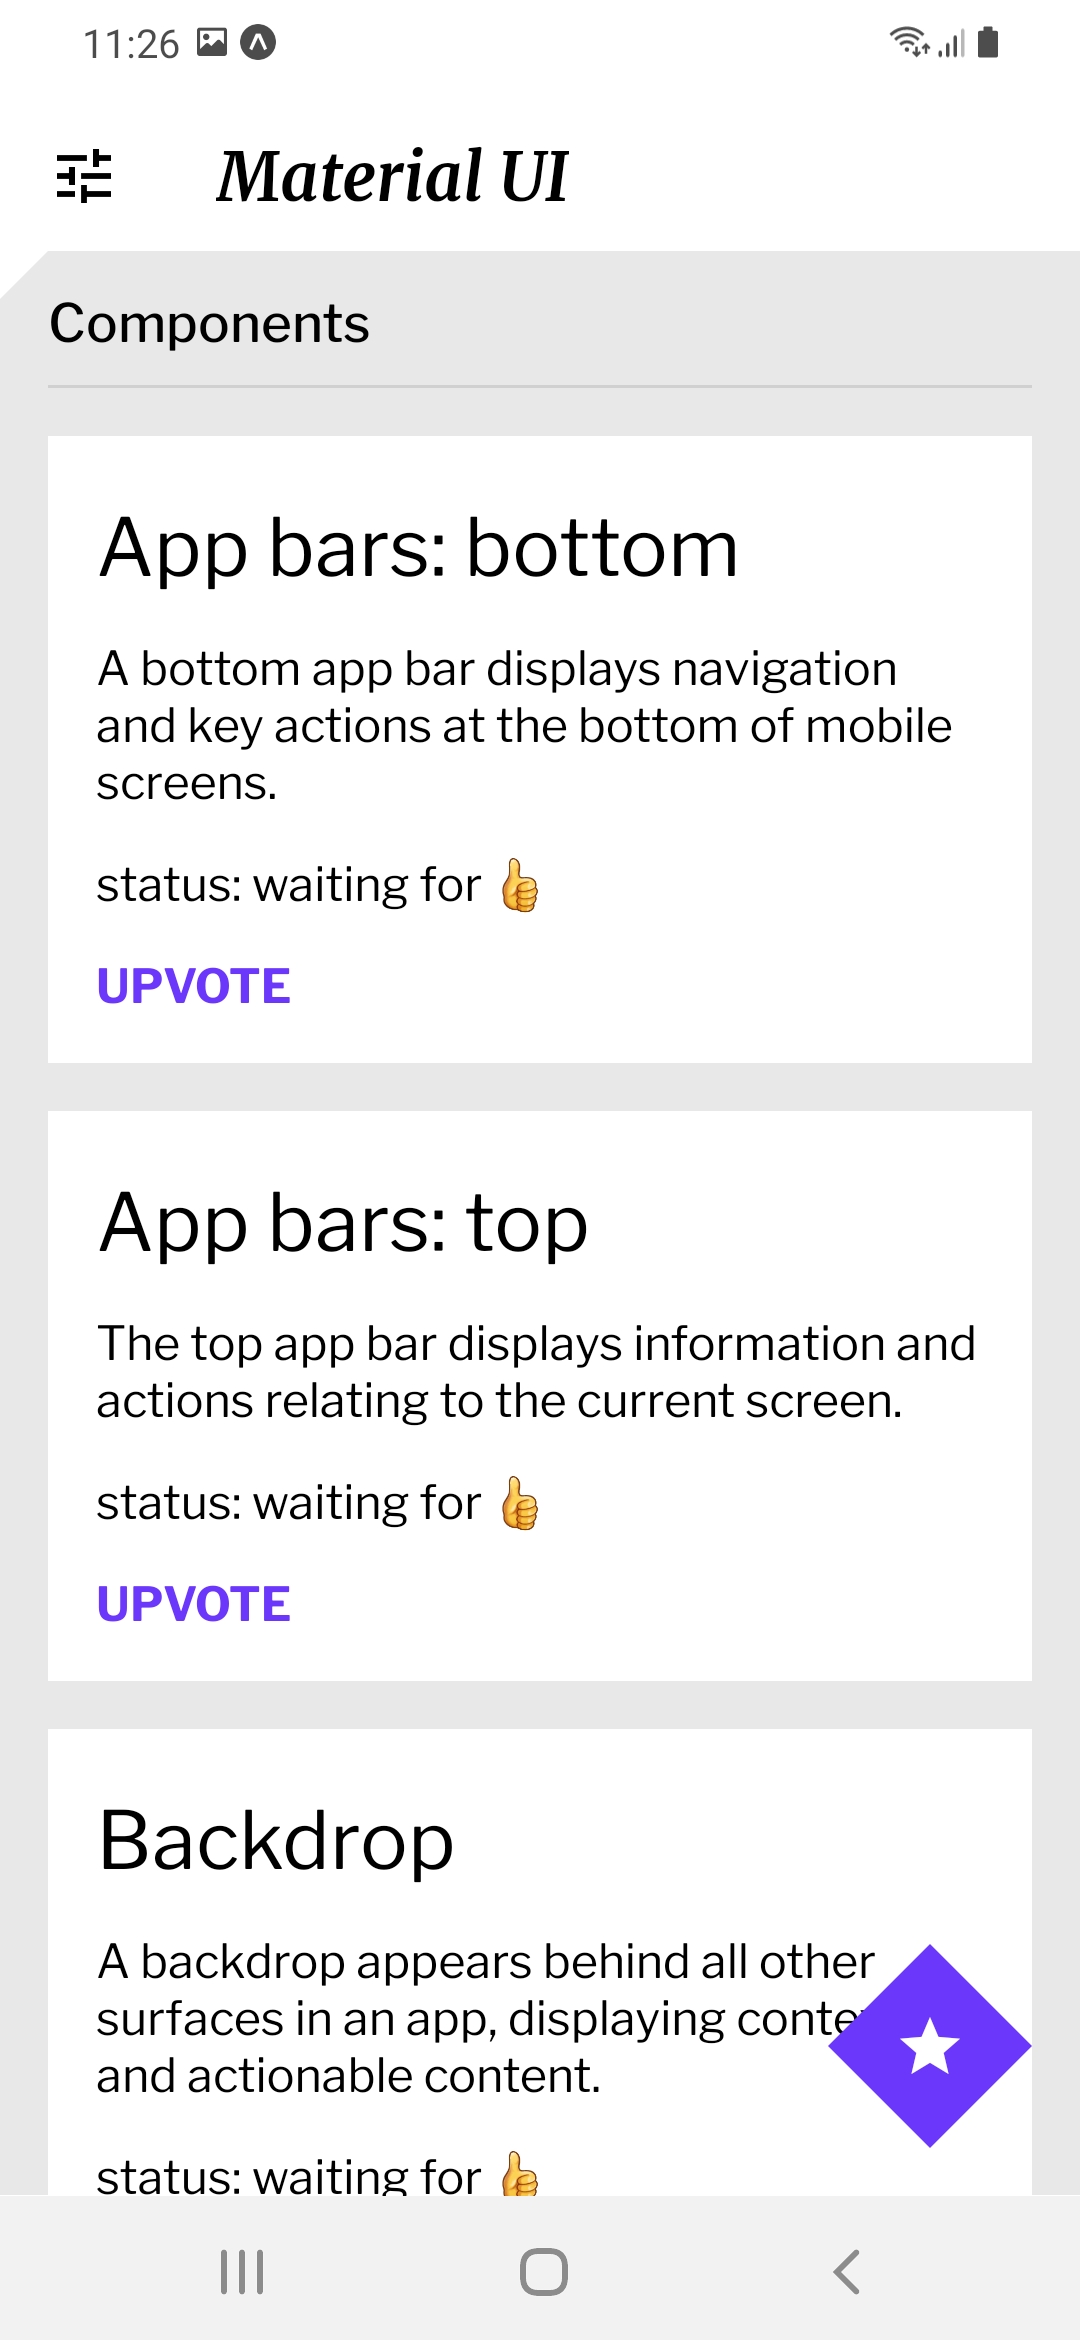 11:26
Material UI
Components
App bars: bottom
A bottom app bar displays navigation
and key actions at the bottom of mobile
screens.
status: waiting for 👍
UPVOTE
App bars: top
The top app bar displays information and
actions relating to the current screen.
status: waiting for 👍
UPVOTE
Backdrop
A backdrop appears behind all other
surfaces in an app, displaying
and actionable content.
status: waiting for 👍